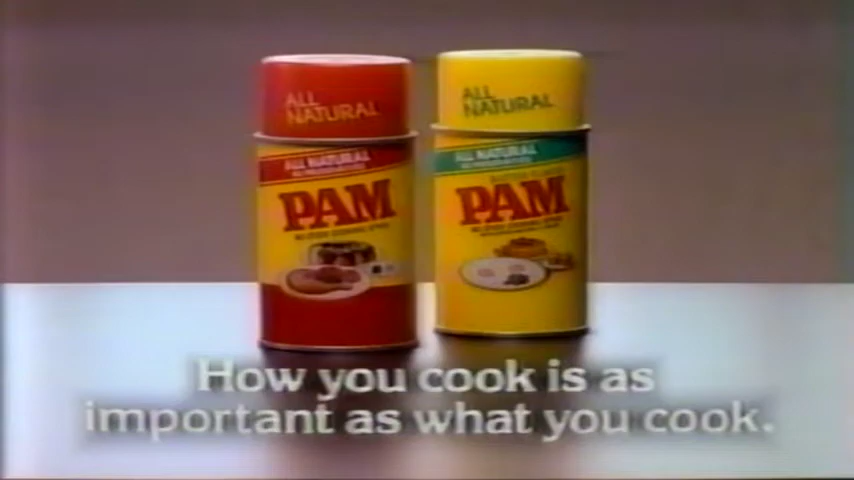 ALL
NATURAL
ALL NATURAL
PAM
ALL
NATURAL
ALL NATURAL
PAM
How you cook is as
important as what you cook.